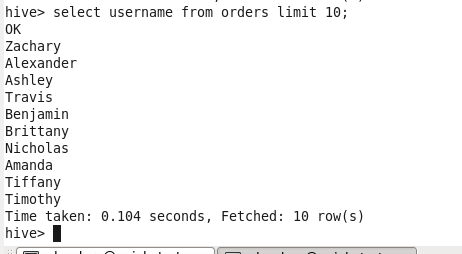 hive> select username from orders limit 10;
OK
Zachary
Alexander
Ashley
Travis
Benjamin
Brittany
Nicholas
Amanda
Tiffany
Timothy
Time taken: 0.104 seconds, Fetched: 10 row(s)
hive>